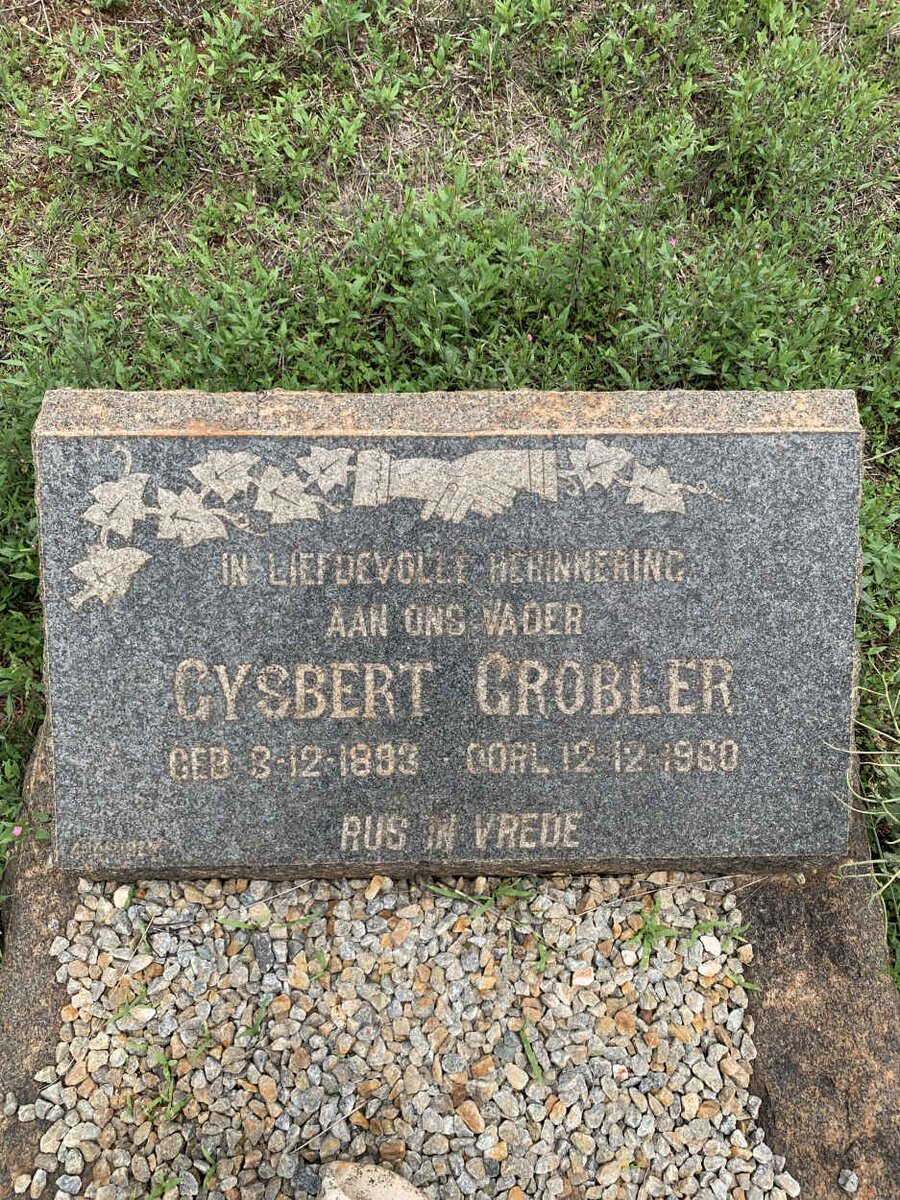 IN LIEFDEVOLLE HERINNERING
AAN ONS VADER
GYSBERT GROBLER
GEB 3-12-1893 - OORL 12-12-1960
RUS IN VREDE